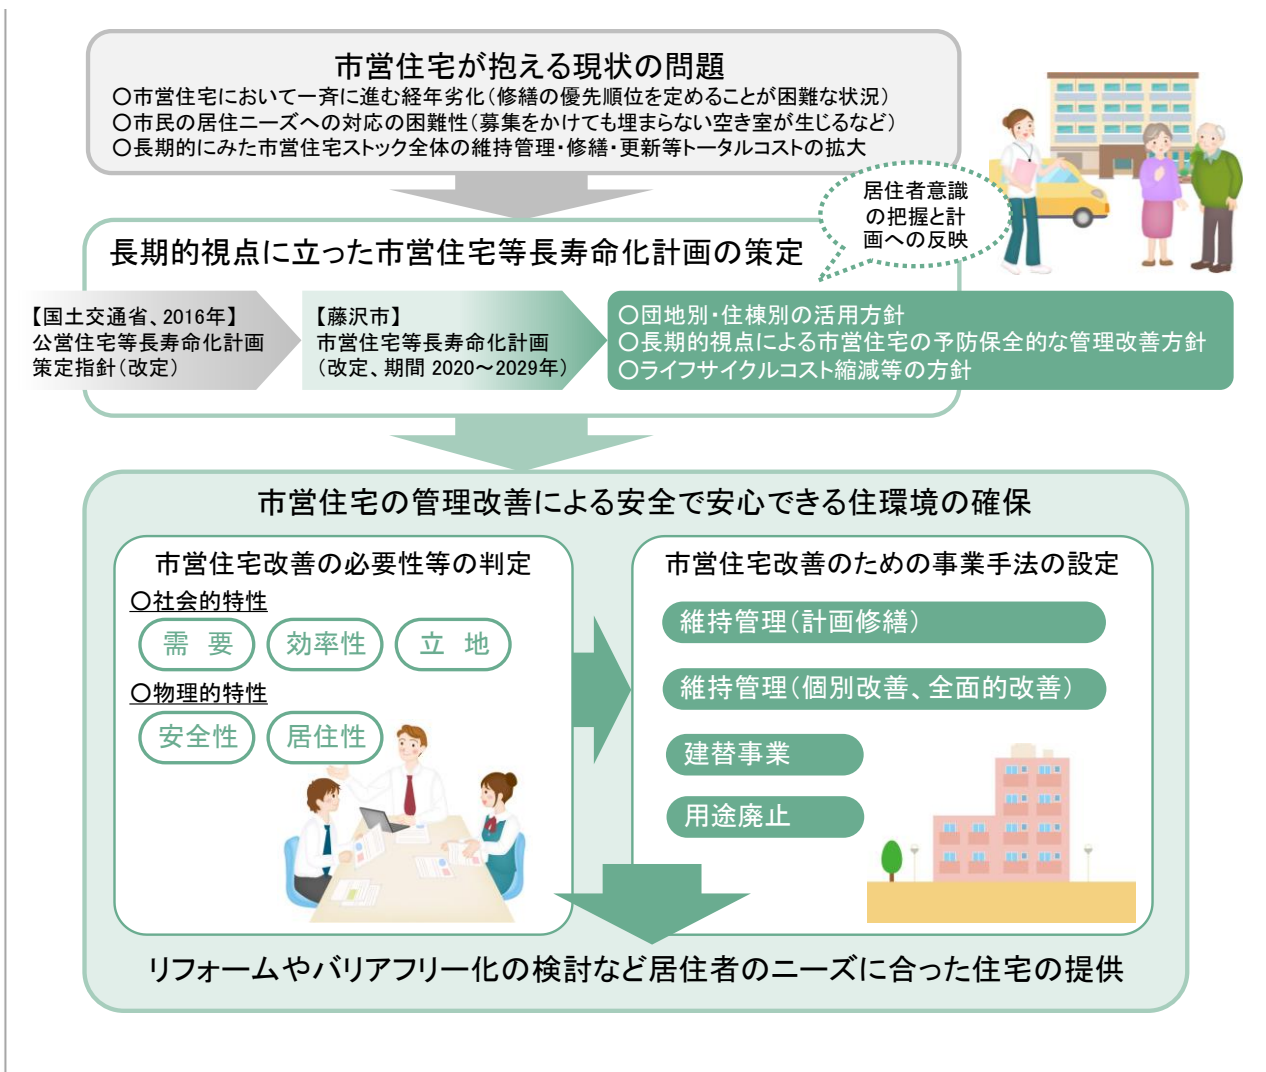 市営住宅が抱える現状の問題
○市営住宅において一斉に進む経年劣化(修繕の優先順位を定めることが困難な状況)
○市民の居住ニーズへの対応の困難性(募集をかけても埋まらない空き室が生じるなど)
○長期的にみた市営住宅ストック全体の維持管理・修繕・更新等トータルコストの拡大
居住者意識
の把握と計
画への反映
長期的視点に立った市営住宅等長寿命化計画の策定
【国土交通省、2016年】
公営住宅等長寿命化計画
策定指針(改定)
【藤沢市】
市営住宅等長寿命化計画
(改定、期間 2020～2029年)
○団地別・住棟別の活用方針
○長期的視点による市営住宅の予防保全的な管理改善方針
○ライフサイクルコスト縮減等の方針
市営住宅の管理改善による安全で安心できる住環境の確保
市営住宅改善の必要性等の判定
○社会的特性
需 要
効率性
立 地
○物理的特性
安全性
居住性
市営住宅改善のための事業手法の設定
維持管理(計画修繕)
維持管理(個別改善、全面的改善)
建替事業
用途廃止
リフォームやバリアフリー化の検討など居住者のニーズに合った住宅の提供